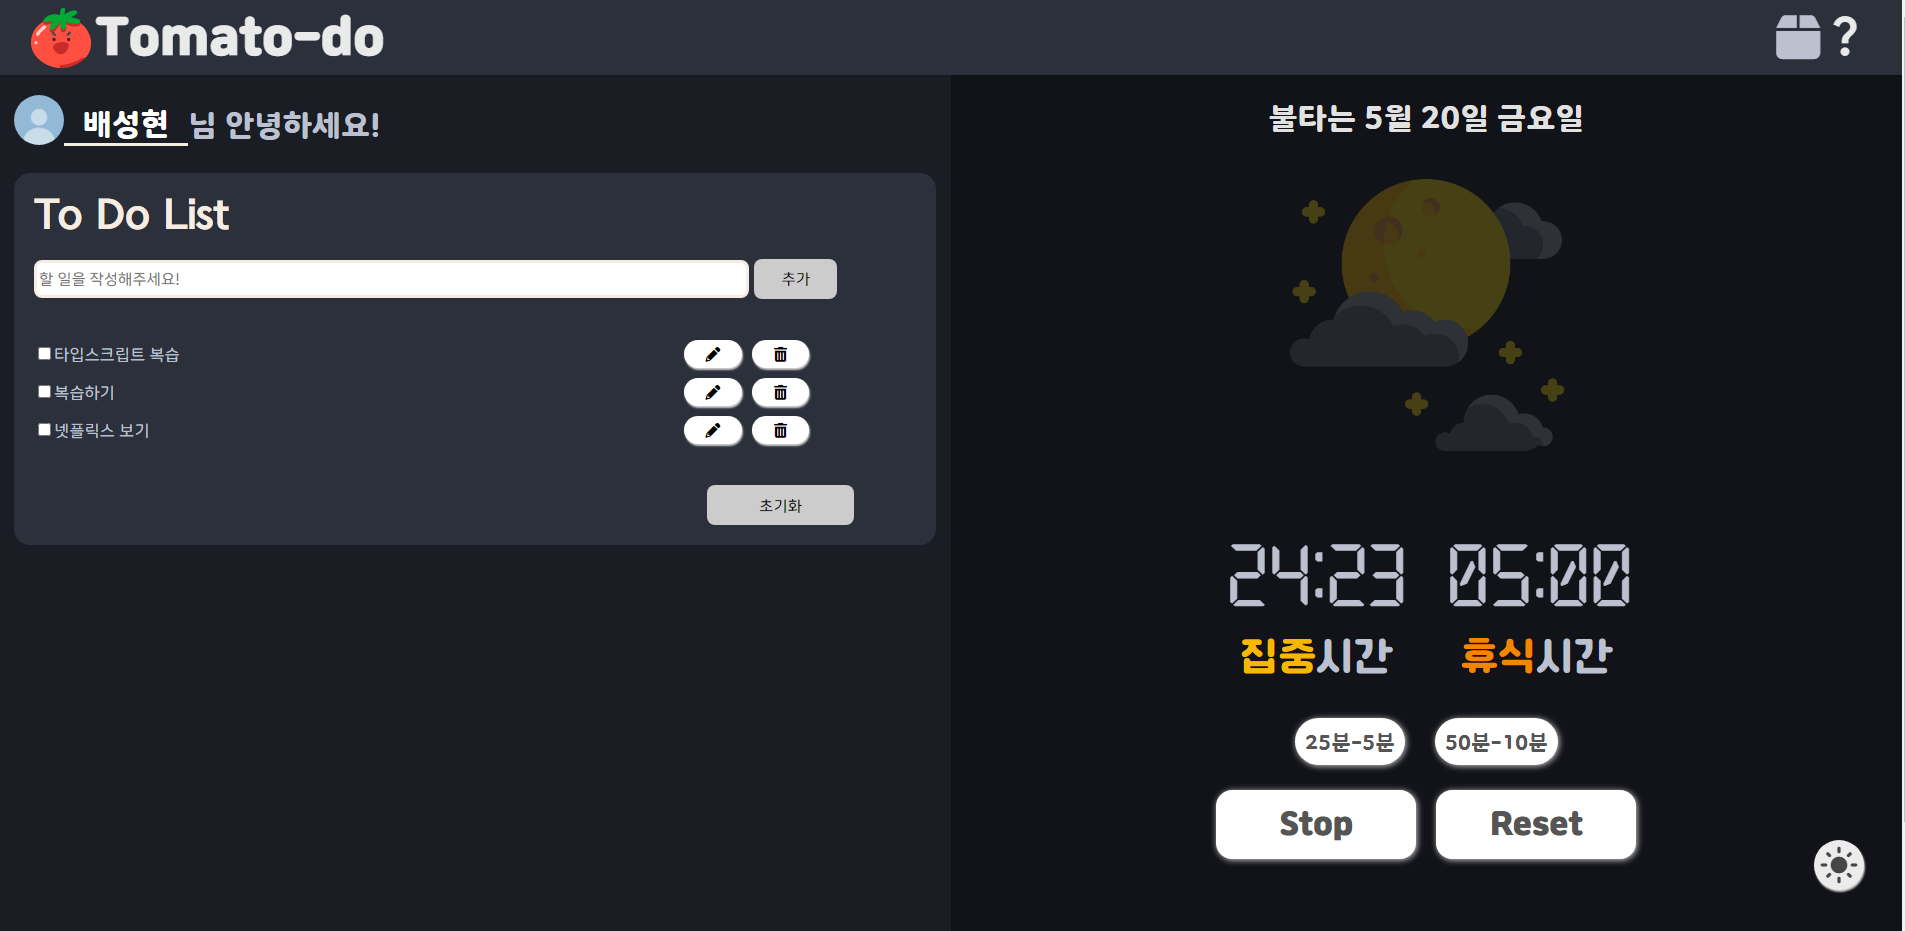 Tomato-do
?
배성현 님 안녕하세요!
To Do List
할 일을 작성해주세요!
추가
타입스크립트 복습
복습하기
넷플릭스 보기
초기화
불타는 5월 20일 금요일
24:23 05:00
집중시간 휴식시간
25분-5분 50분-10분
Stop Reset